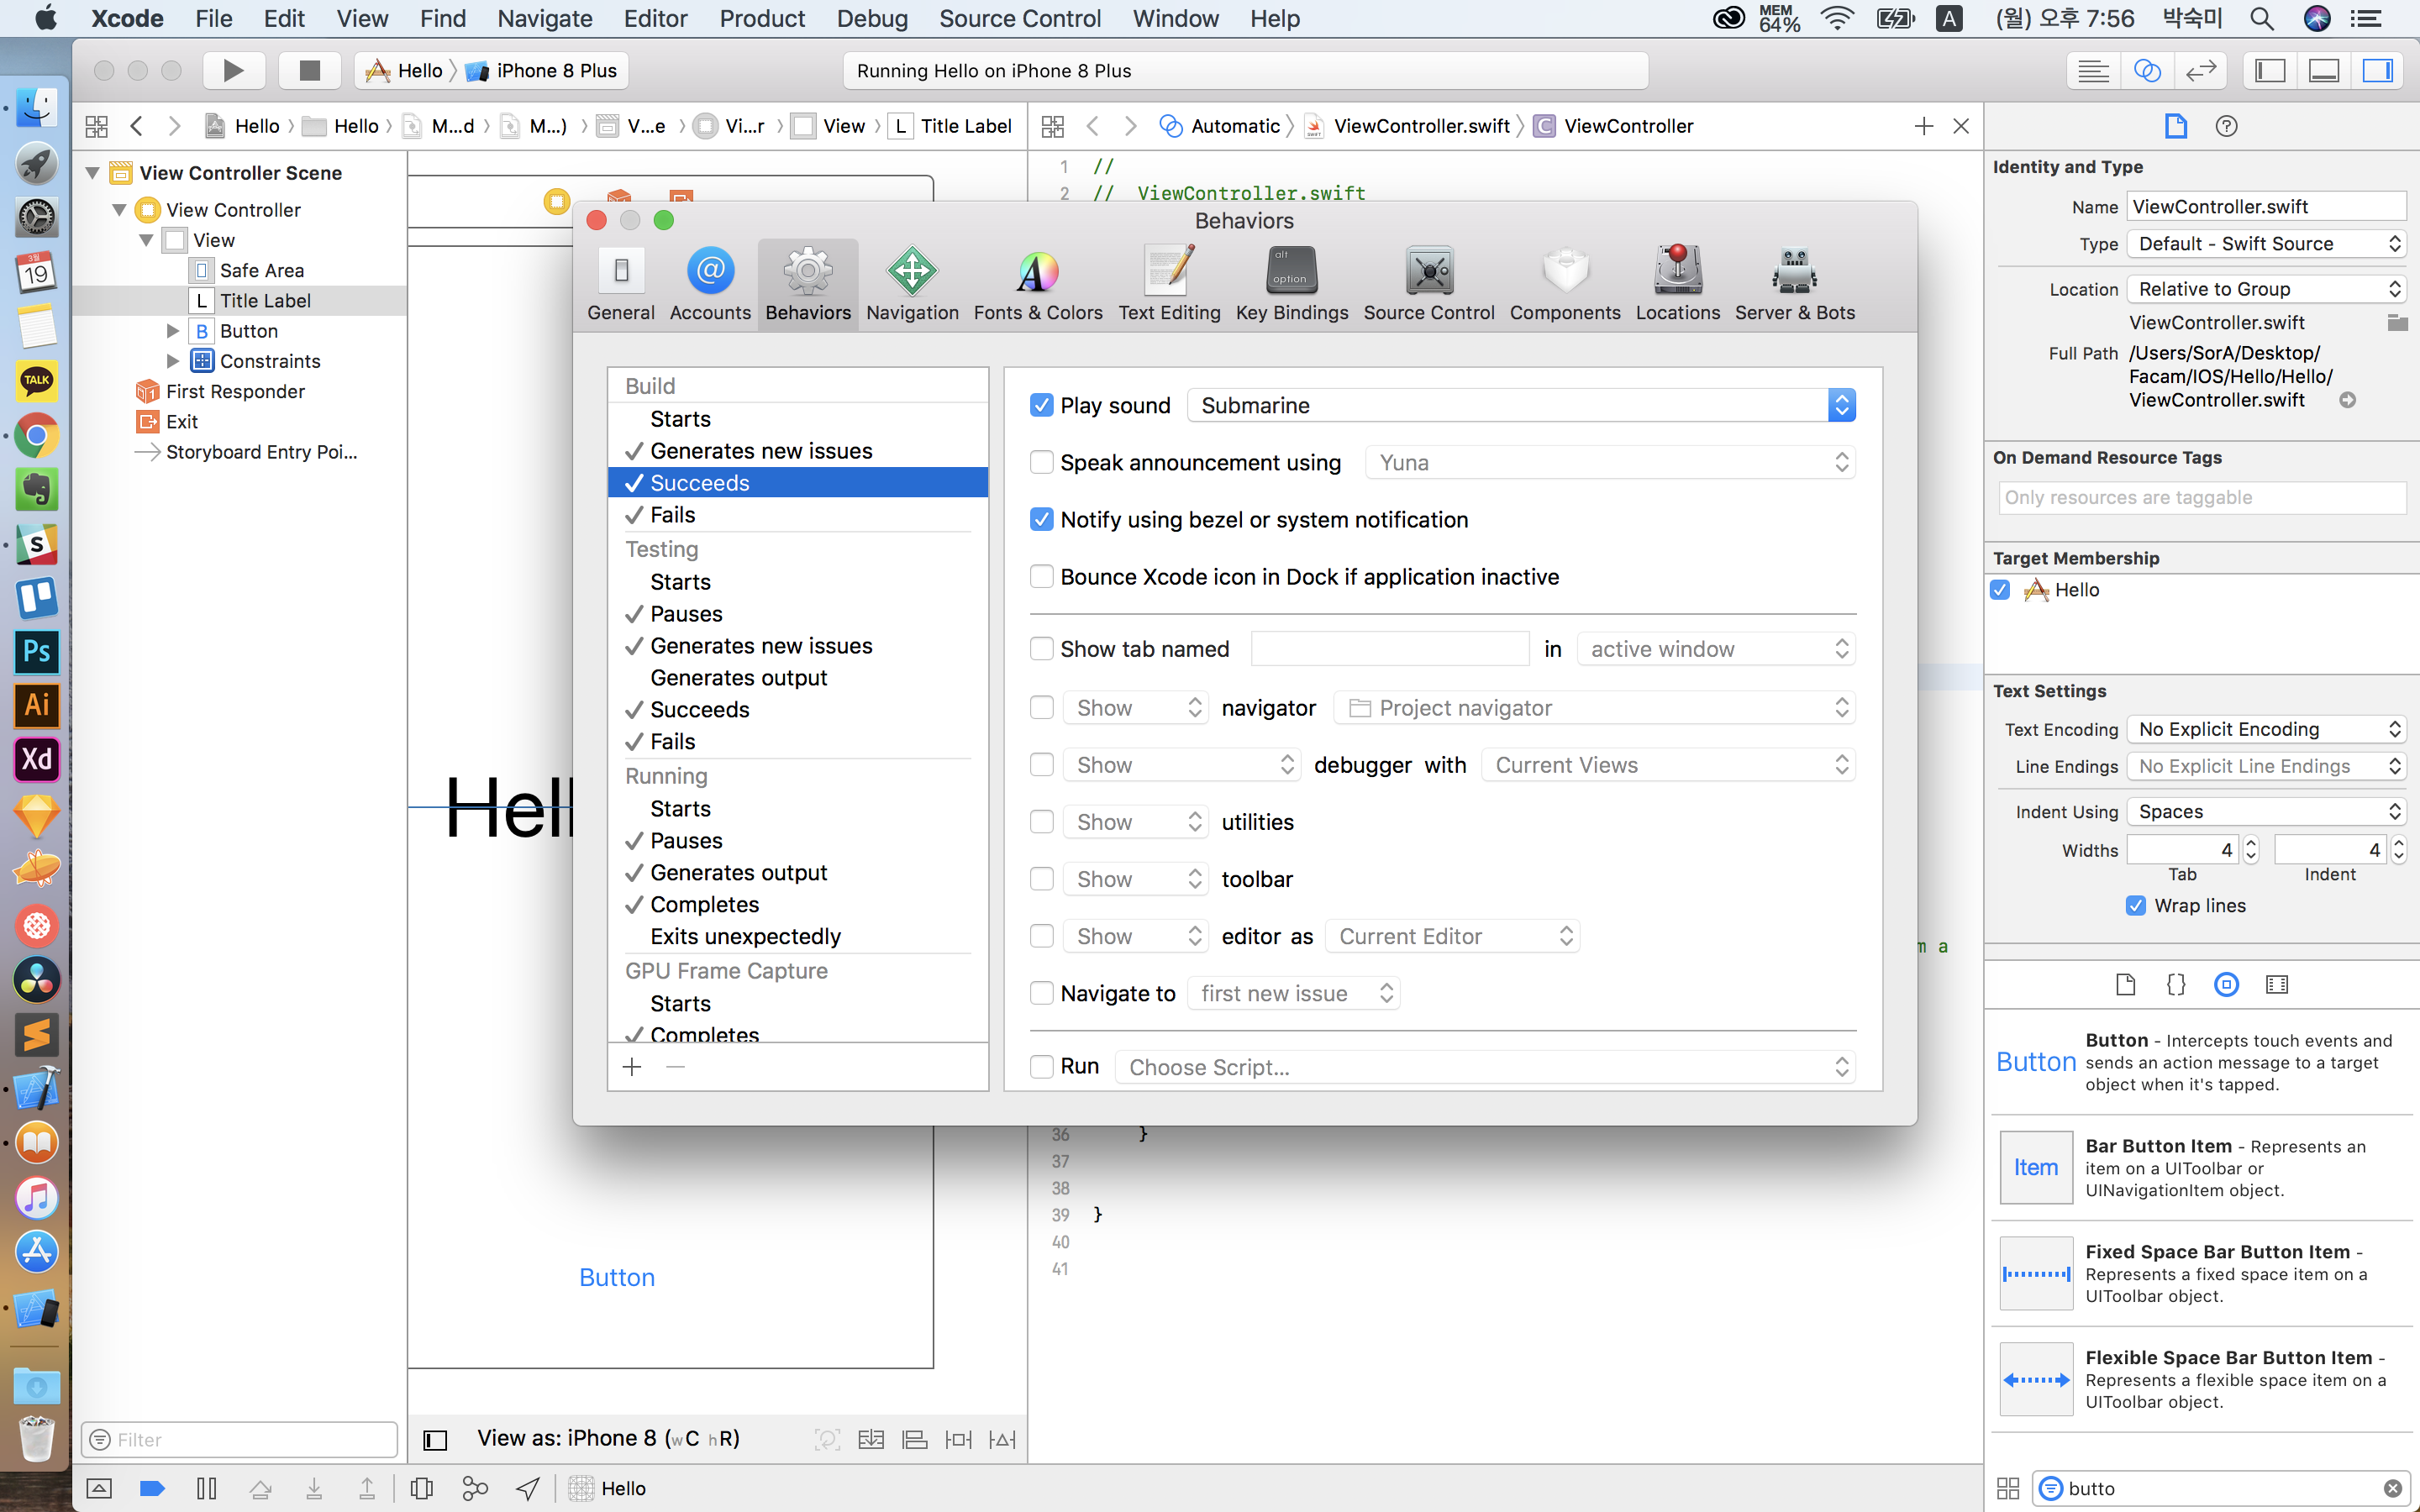 Xcode File Edit View Find Navigate Editor Product Debug Source Control Window Help MEM 64% A (월) 오후 7:56 박숙미
Hello iPhone 8 Plus
Running Hello on iPhone 8 Plus
Hello Hello M...d M...) V...e Vi...r View L Title Label
Automatic ViewController.swift C ViewController
View Controller Scene
View Controller
View
Safe Area
L Title Label
B Button
Constraints
First Responder
Exit
Storyboard Entry Poi...
1 //
2 // ViewController.swift
Behaviors
General Accounts Behaviors Navigation Fonts & Colors Text Editing Key Bindings Source Control Components Locations Server & Bots
alt
option
Build
Starts
Generates new issues
Succeeds
Fails
Testing
Starts
Pauses
Generates new issues
Generates output
Succeeds
Fails
Running
Starts
Pauses
Generates output
Completes
Exits unexpectedly
GPU Frame Capture
Starts
Completes
Play sound Submarine
Speak announcement using Yuna
Notify using bezel or system notification
Bounce Xcode icon in Dock if application inactive
Show tab named in active window
Show navigator Project navigator
Show debugger with Current Views
Show utilities
Show toolbar
Show editor as Current Editor
Navigate to first new issue
Run Choose Script...
Hell
Button
m a
36 }
37
38
39 }
40
41
Identity and Type
Name ViewController.swift
Type Default - Swift Source
Location Relative to Group
ViewController.swift
Full Path /Users/SorA/Desktop/
Facam/IOS/Hello/Hello/
ViewController.swift
On Demand Resource Tags
Only resources are taggable
Target Membership
Hello
Text Settings
Text Encoding No Explicit Encoding
Line Endings No Explicit Line Endings
Indent Using Spaces
Widths 4 4
Tab Indent
Wrap lines
Button
Button - Intercepts touch events and
sends an action message to a target
object when it's tapped.
Item
Bar Button Item - Represents an
item on a UIToolbar or
UINavigationItem object.
Fixed Space Bar Button Item -
Represents a fixed space item on a
UIToolbar object.
Flexible Space Bar Button Item -
Represents a flexible space item on a
UIToolbar object.
butto
Filter
View as: iPhone 8 (wC hR)
Hello
3월
19
TALK
S
Ps
Ai
Xd